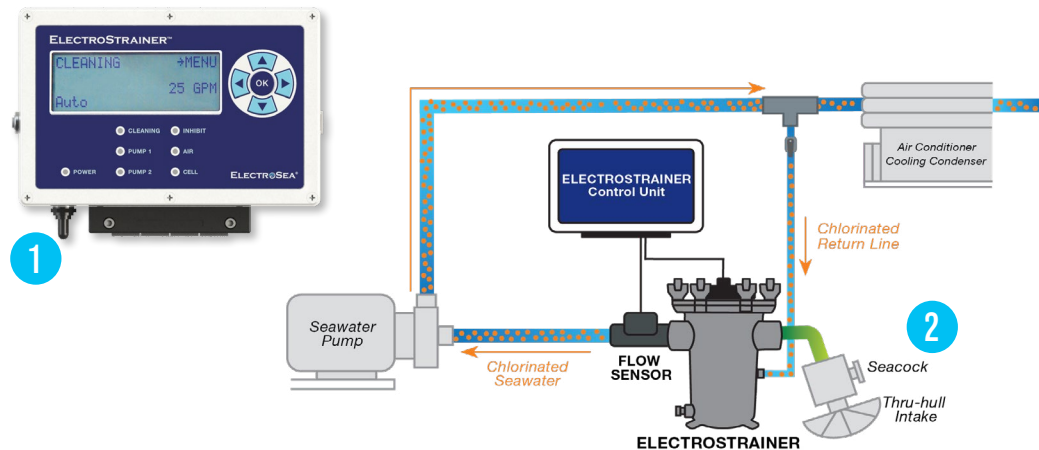 ELECTROSTRAINER™
CLEANING →MENU
25 GPM
Auto
OK
CLEANING INHIBIT
PUMP 1 AIR
POWER PUMP 2 CELL
ELECTROSEA®
1
ELECTROSTRAINER
Control Unit
Air Conditioner
Cooling Condenser
Chlorinated
Return Line
Seawater
Pump
Chlorinated
Seawater
FLOW
SENSOR
2
Seacock
Thru-hull
Intake
ELECTROSTRAINER